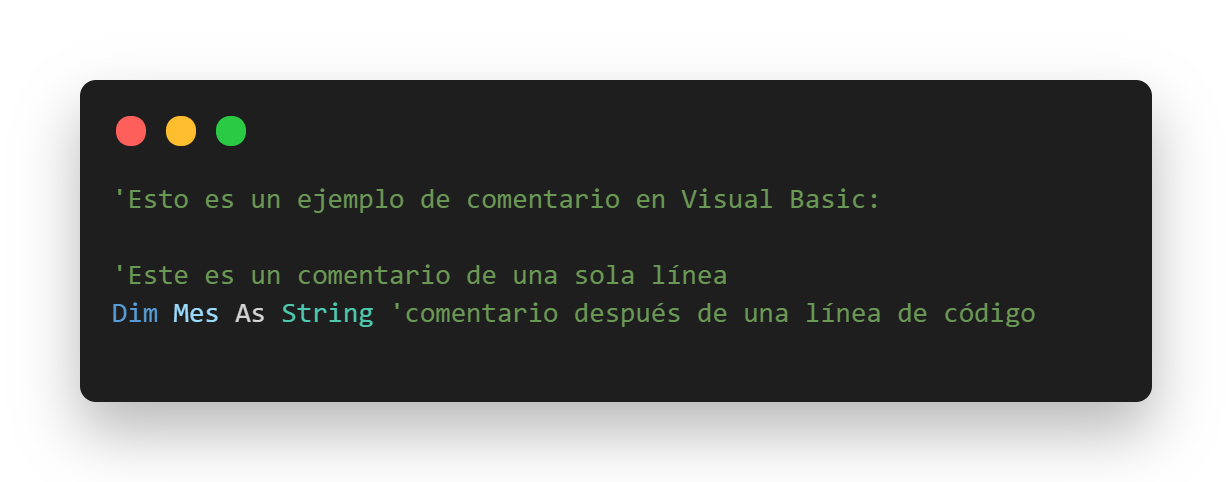 'Esto es un ejemplo de comentario en Visual Basic:
'Este es un comentario de una sola línea
Dim Mes As String 'comentario después de una línea de código